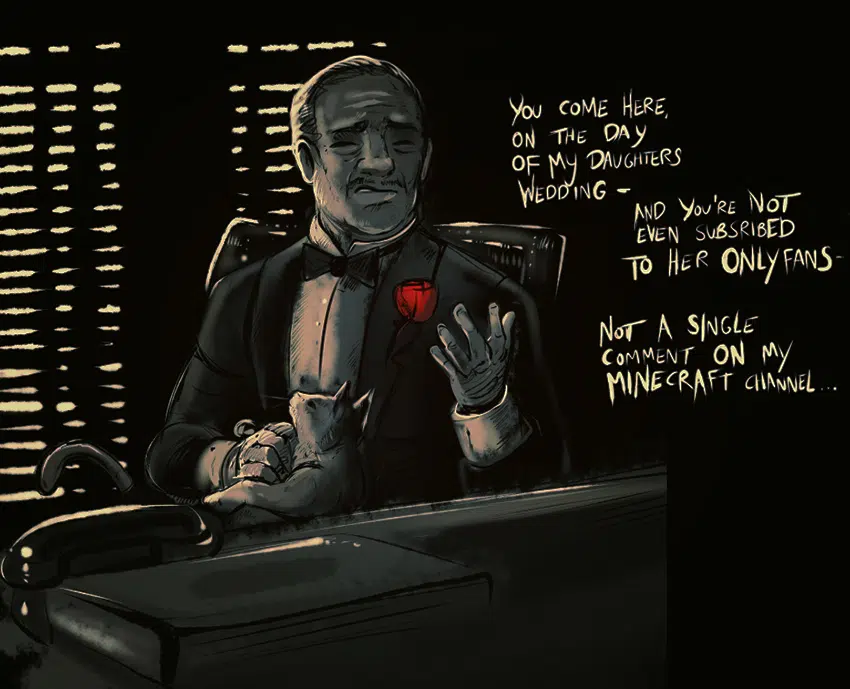 YOU COME HERE,
ON THE DAY
OF MY DAUGHTERS
WEDDING -
AND YOU'RE NOT
EVEN SUBSRIBED
TO HER ONLYFANS-
NOT A SINGLE
COMMENT ON MY
MINECRAFT CHANNEL...